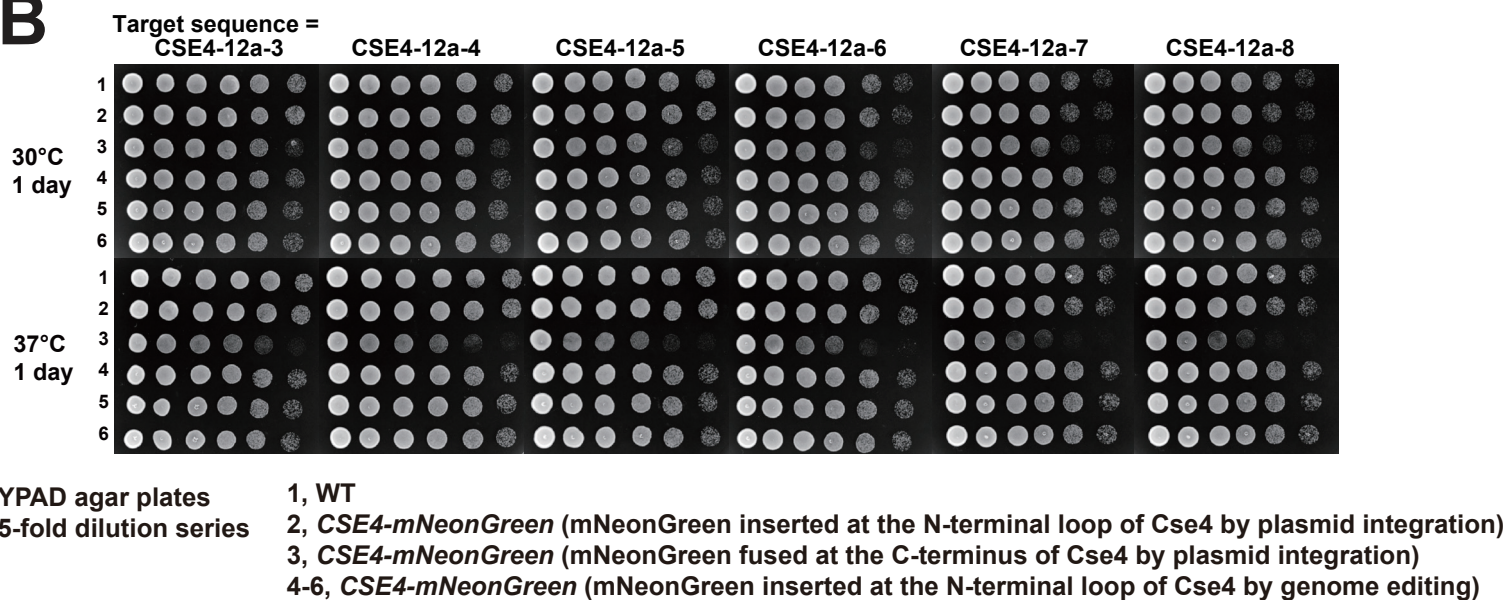 B
Target sequence =
CSE4-12a-3 CSE4-12a-4 CSE4-12a-5 CSE4-12a-6 CSE4-12a-7 CSE4-12a-8
30°C
1 day
1
2
3
4
5
6
37°C
1 day
1
2
3
4
5
6
YPAD agar plates
5-fold dilution series
1, WT
2, CSE4-mNeonGreen (mNeonGreen inserted at the N-terminal loop of Cse4 by plasmid integration)
3, CSE4-mNeonGreen (mNeonGreen fused at the C-terminus of Cse4 by plasmid integration)
4-6, CSE4-mNeonGreen (mNeonGreen inserted at the N-terminal loop of Cse4 by genome editing)